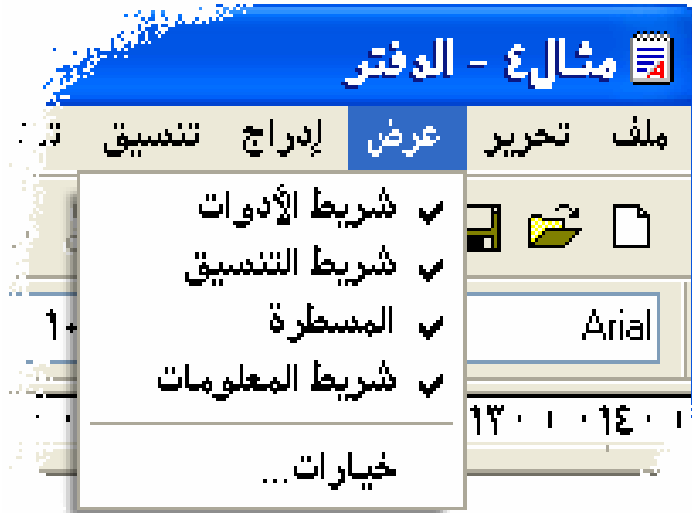 مثال٤ - الدفتر
ملف تحرير عرض إدراج تنسيق
شريط الأدوات
شريط التنسيق
المسطرة
شريط المعلومات
خيارات...
Arial
١٤ ١٣